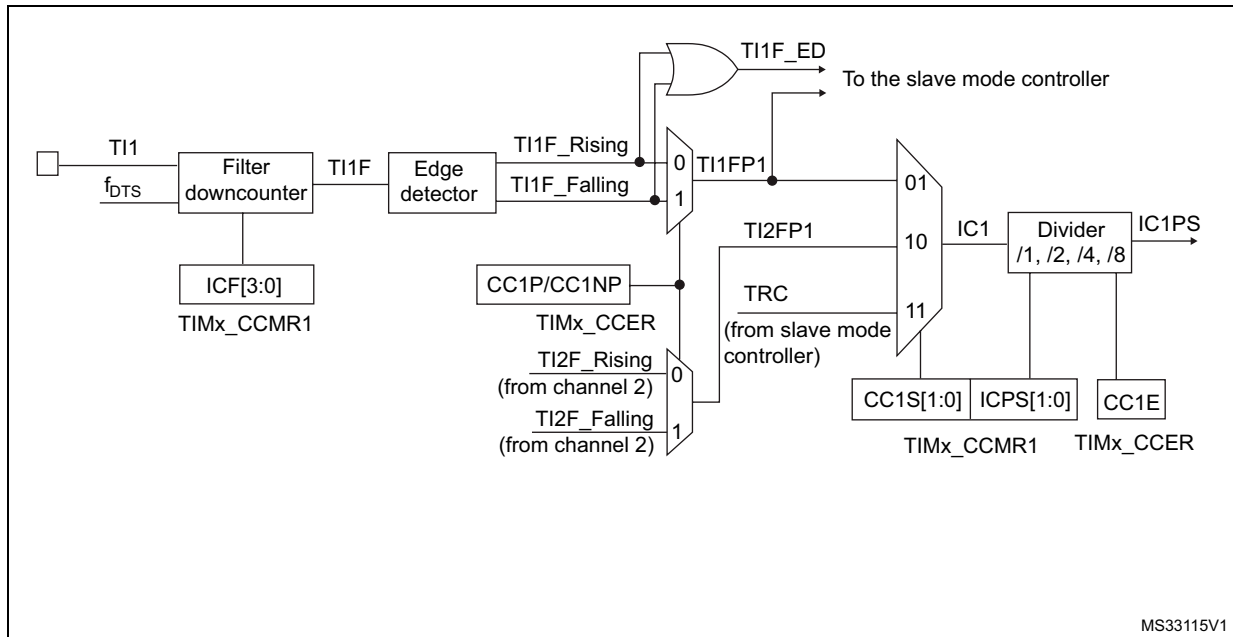 TI1F_ED
To the slave mode controller
TI1
fDTS
Filter
downcounter
TI1F
Edge
detector
TI1F_Rising
TI1F_Falling
0
1
TI1FP1
01
10
11
TI2FP1
IC1
Divider
/1, /2, /4, /8
IC1PS
ICF[3:0]
TIMx_CCMR1
CC1P/CC1NP
TIMx_CCER
TRC
(from slave mode
controller)
TI2F_Rising
(from channel 2)
TI2F_Falling
(from channel 2)
0
1
CC1S[1:0]
ICPS[1:0]
CC1E
TIMx_CCMR1
TIMx_CCER
MS33115V1